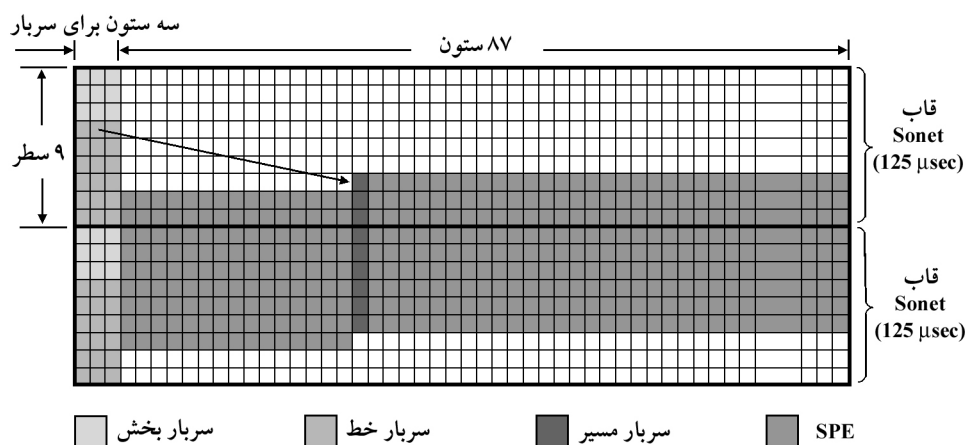 سه ستون برای سربار
۸۷ ستون
۹ سطر
قاب
Sonet
(125 μsec)
قاب
Sonet
(125 μsec)
سربار بخش
سربار خط
سربار مسیر
SPE